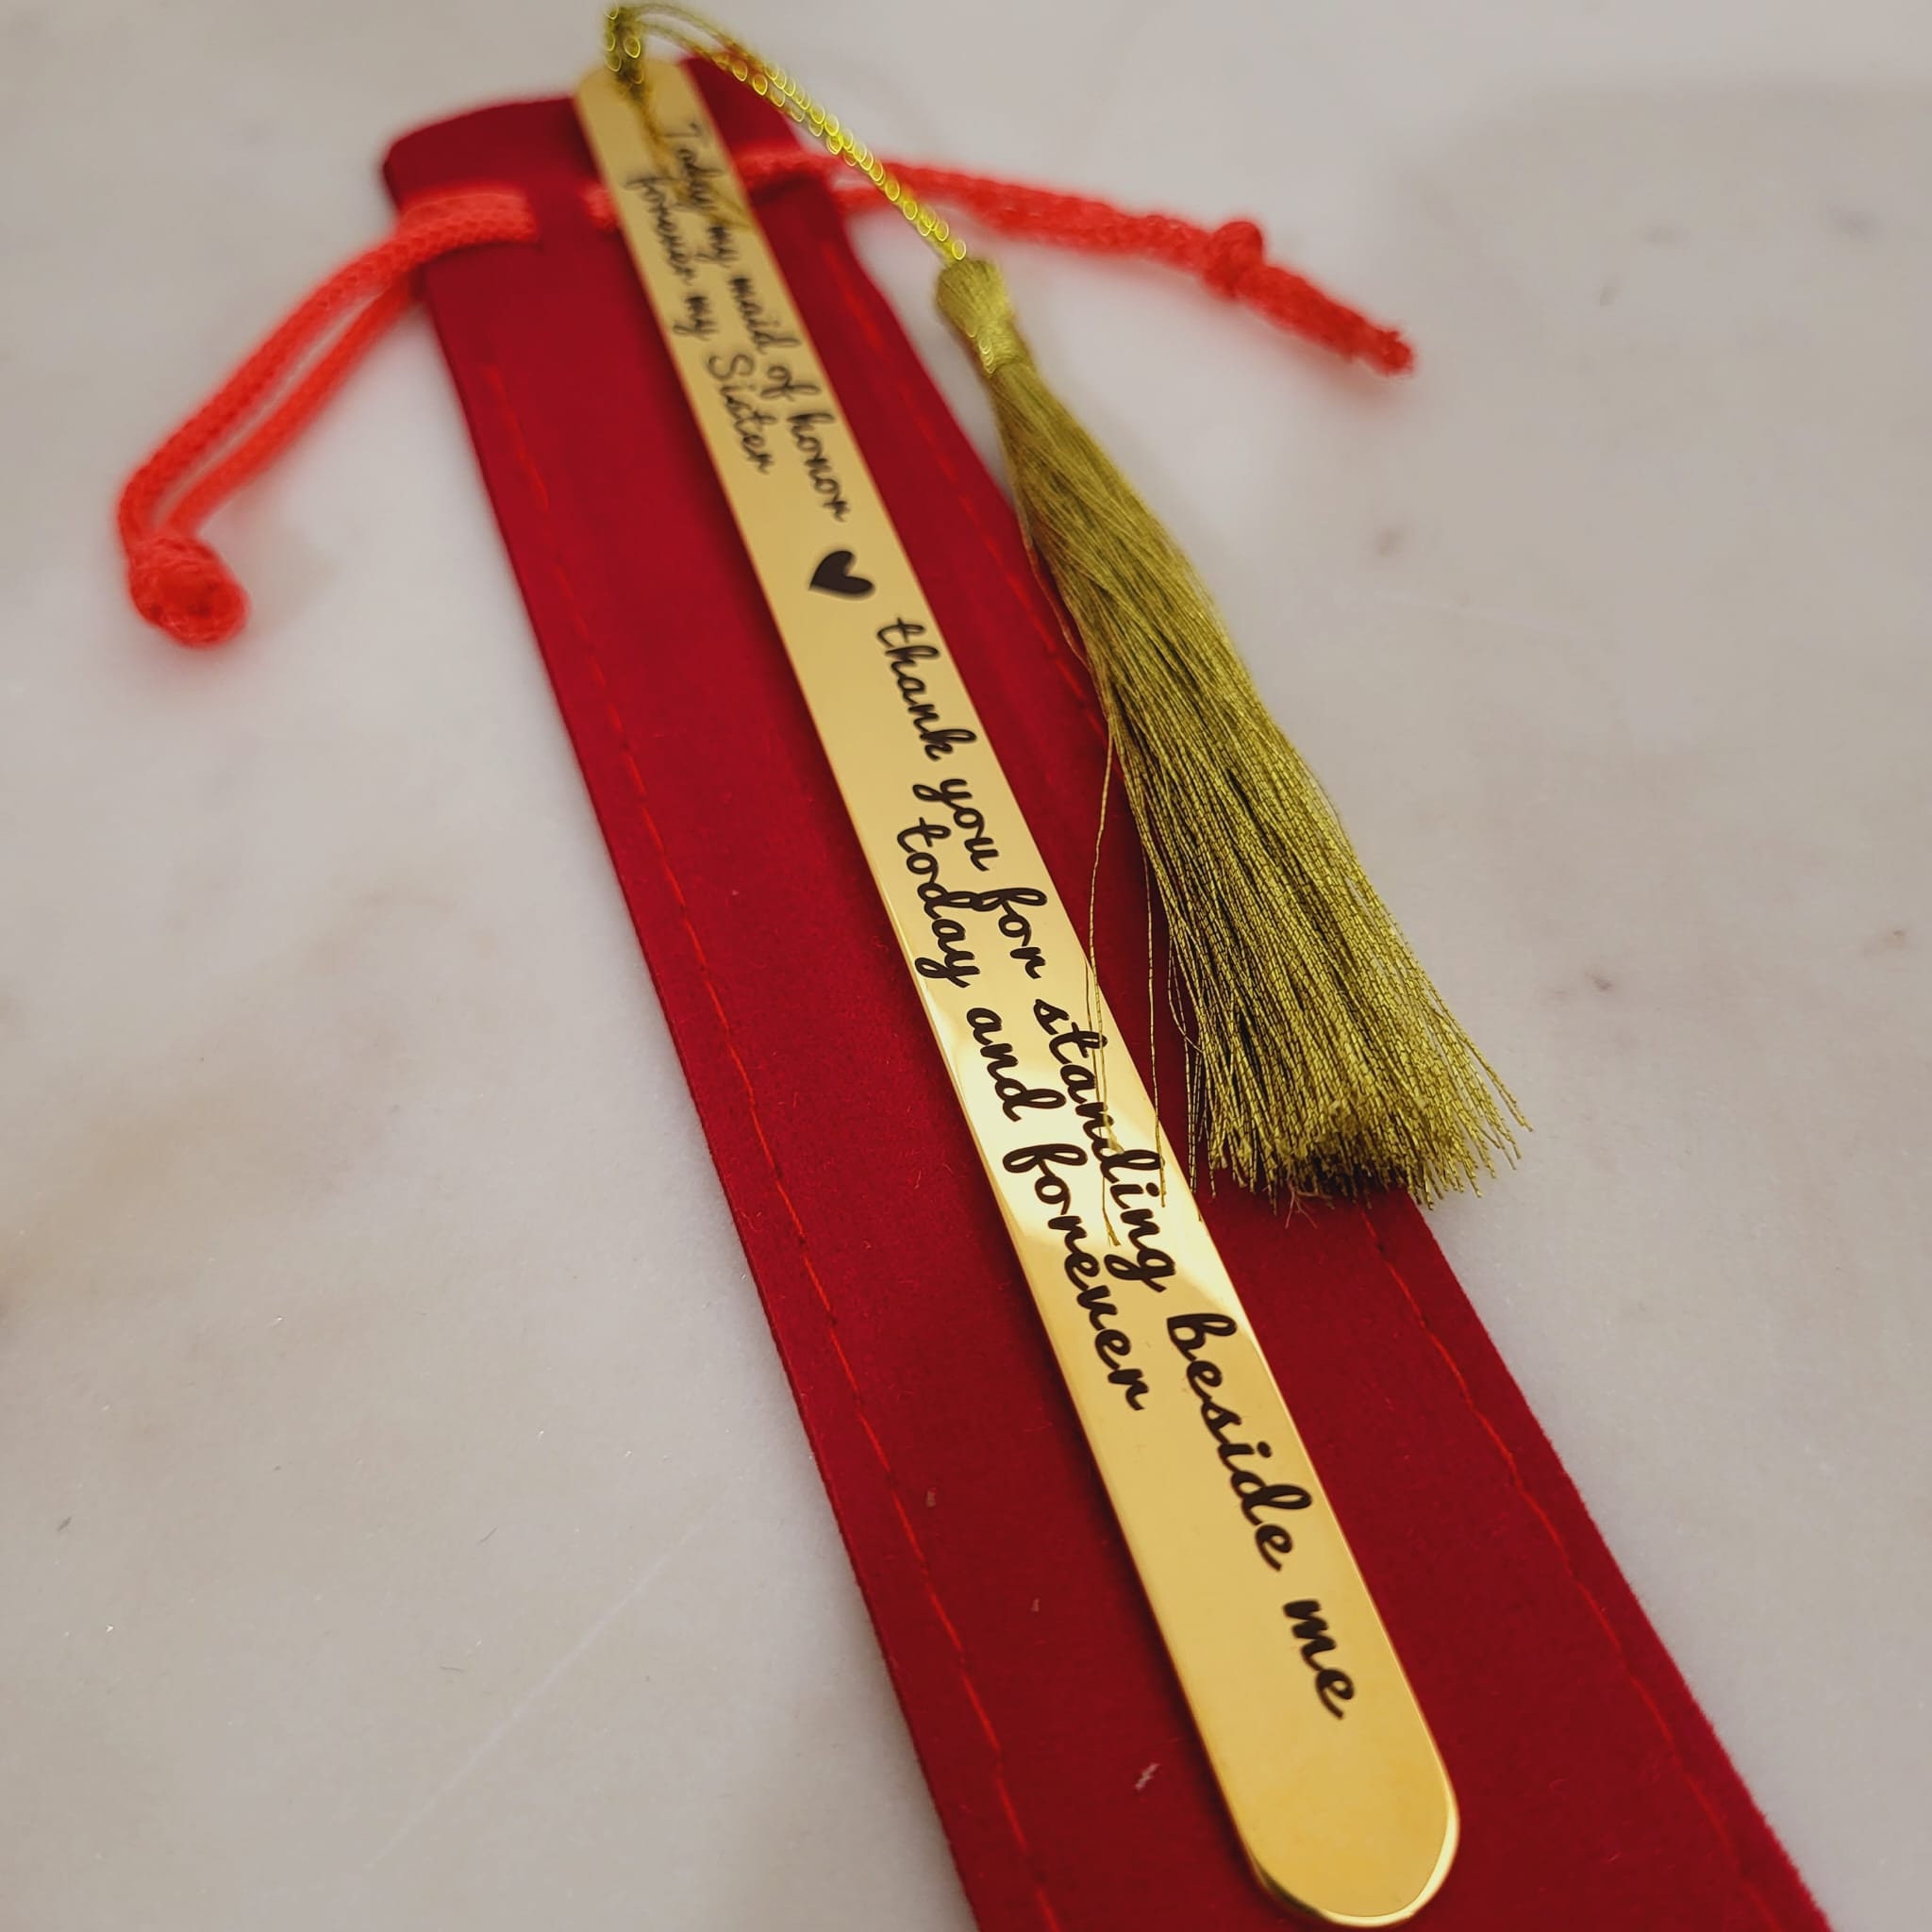 Today my maid of honor
forever my Sister
thank you for standing beside me
today and forever